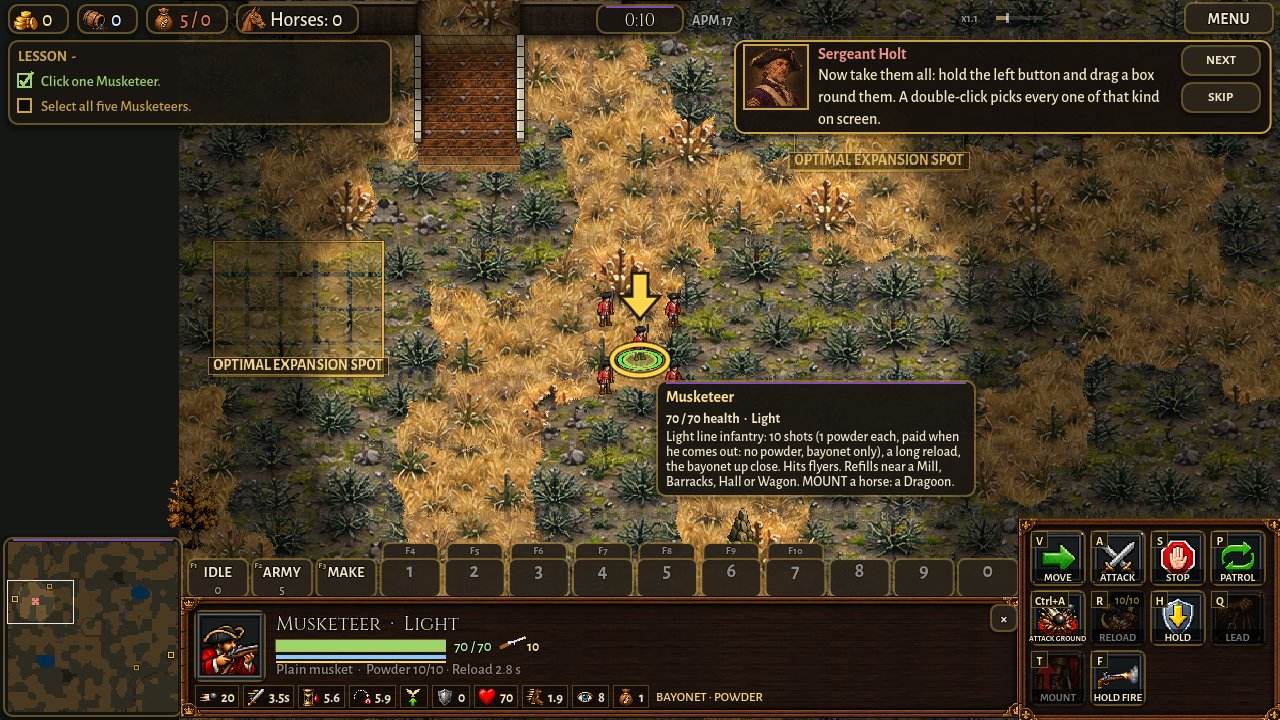 0
0
5 / 0
Horses: 0
0:10
APM 17
x1.1
MENU
LESSON -
Click one Musketeer.
Select all five Musketeers.
Sergeant Holt
Now take them all: hold the left button and drag a box
round them. A double-click picks every one of that kind
on screen.
NEXT
SKIP
OPTIMAL EXPANSION SPOT
OPTIMAL EXPANSION SPOT
Musketeer
70 / 70 health · Light
Light line infantry: 10 shots (1 powder each, paid when
he comes out: no powder, bayonet only), a long reload,
the bayonet up close. Hits flyers. Refills near a Mill,
Barracks, Hall or Wagon. MOUNT a horse: a Dragoon.
F1 IDLE 0
F2 ARMY 5
F3 MAKE
F4 1
F5 2
F6 3
F7 4
F8 5
F9 6
F10 7
8
9
0
MUSKETEER · LIGHT
70 / 70
10
Plain musket · Powder 10/10 · Reload 2.8 s
20
3.5s
5.6
5.9
0
70
1.9
8
1
BAYONET · POWDER
×
V MOVE
A ATTACK
S STOP
P PATROL
Ctrl+A ATTACK GROUND
R 10/10 RELOAD
H HOLD
Q LEAD
T MOUNT
F HOLD FIRE